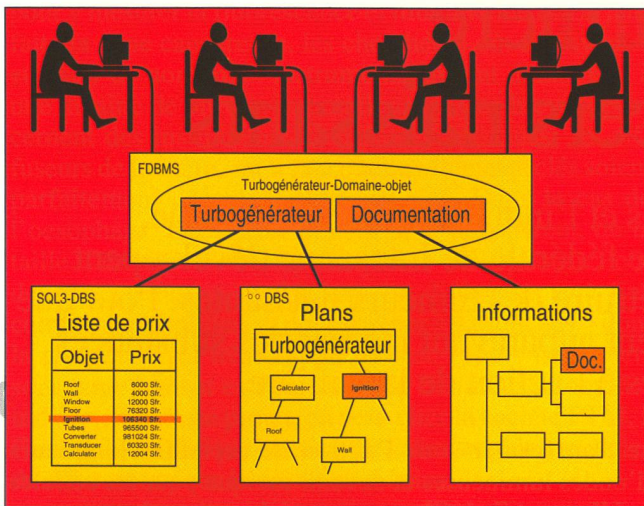 FDBMS
Turbogénérateur-Domaine-objet
Turbogénérateur
Documentation
SQL3-DBS
Liste de prix
Objet Prix
Roof 8000 Sfr.
Wall 4000 Sfr.
Window 12000 Sfr.
Floor 76320 Sfr.
Ignition 106340 Sfr.
Tubes 965500 Sfr.
Converter 981024 Sfr.
Transducer 60320 Sfr.
Calculator 12004 Sfr.
oo DBS
Plans
Turbogénérateur
Calculator
Ignition
Roof
Wall
Informations
Doc.